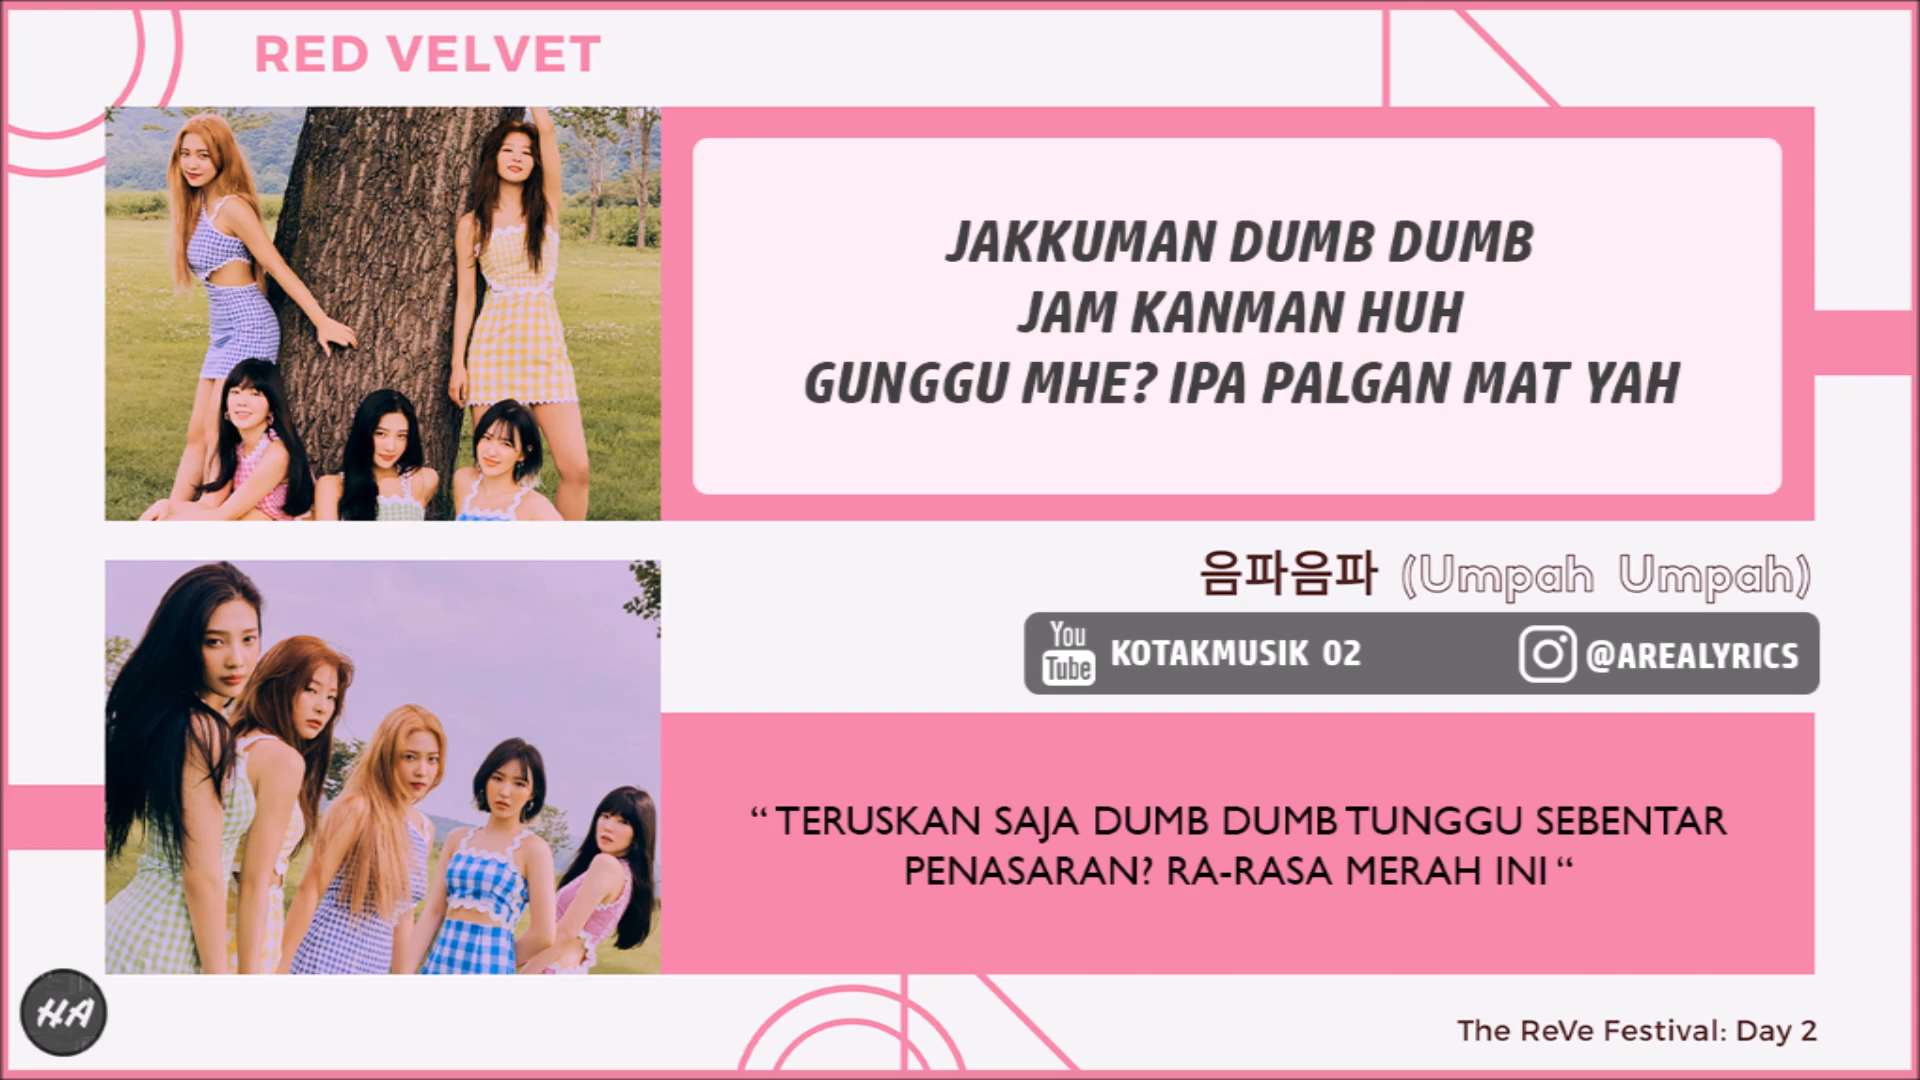 RED VELVET
JAKKUMAN DUMB DUMB
JAM KANMAN HUH
GUNGGU MHE? IPA PALGAN MAT YAH
음파음파 (Umpah Umpah)
You Tube KOTAKMUSIK 02 @AREALYRICS
“ TERUSKAN SAJA DUMB DUMB TUNGGU SEBENTAR
PENASARAN? RA-RASA MERAH INI “
HA
The ReVe Festival: Day 2